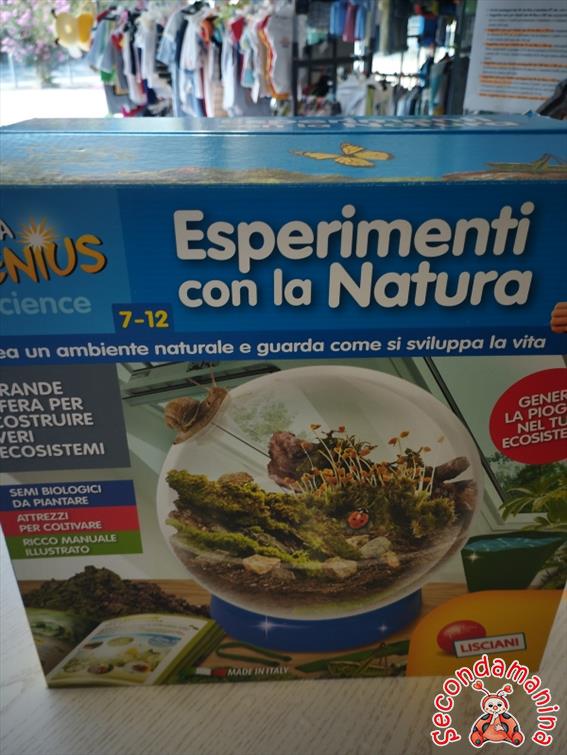 A
ENIUS
cience
Esperimenti
con la Natura
7-12
ea un ambiente naturale e guarda come si sviluppa la vita
RANDE
FERA PER
COSTRUIRE
VERI
ECOSISTEMI
GENER
LA PIOG
NEL TU
ECOSISTE
SEMI BIOLOGICI
DA PIANTARE
ATTREZZI
PER COLTIVARE
RICCO MANUALE
ILLUSTRATO
MADE IN ITALY
LISCIANI
Secondamanina